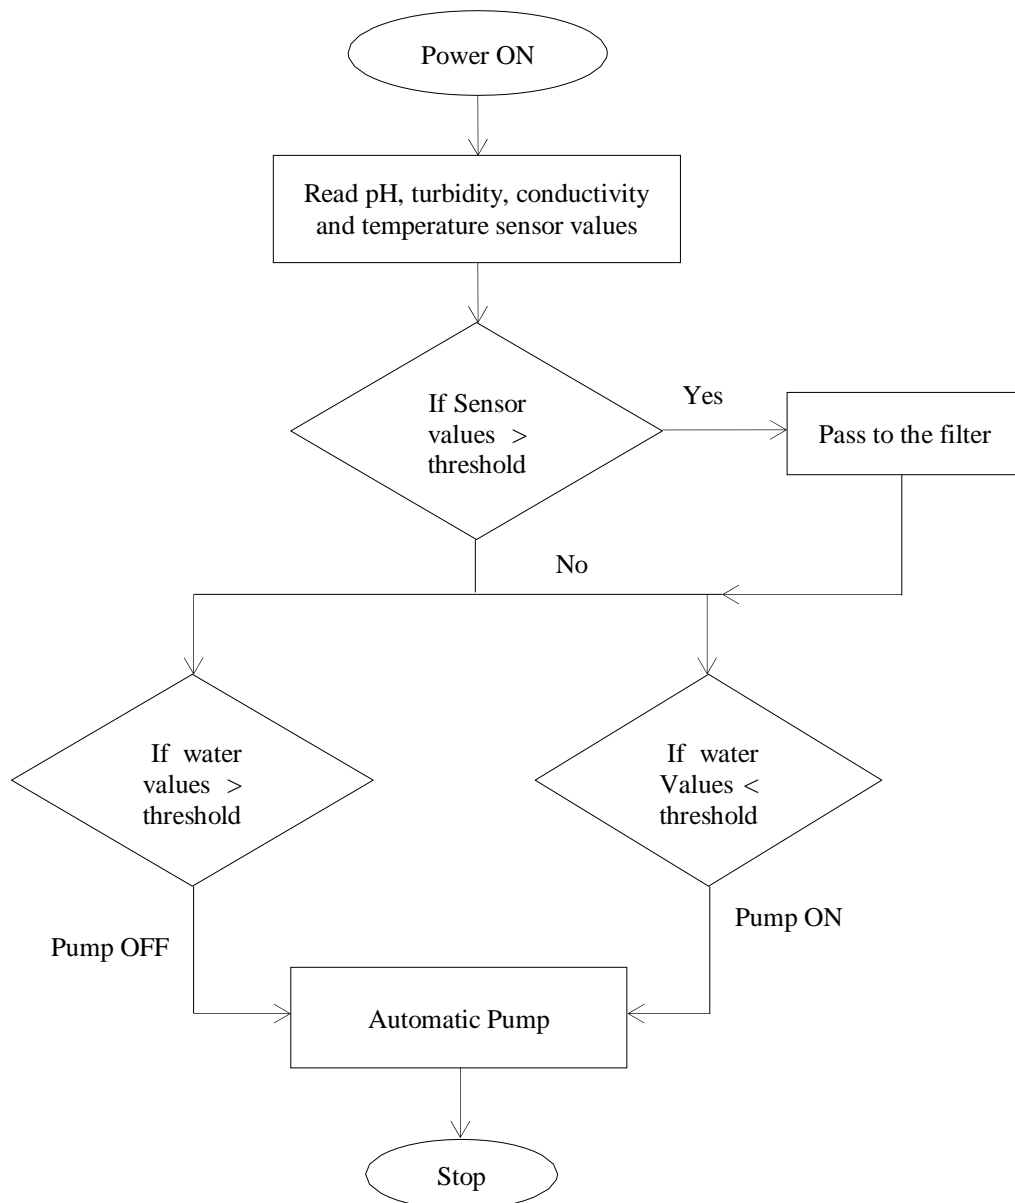 Power ON
Read pH, turbidity, conductivity
and temperature sensor values
If Sensor
values >
threshold
Yes
Pass to the filter
No
If water
values >
threshold
If water
Values <
threshold
Pump OFF
Pump ON
Automatic Pump
Stop